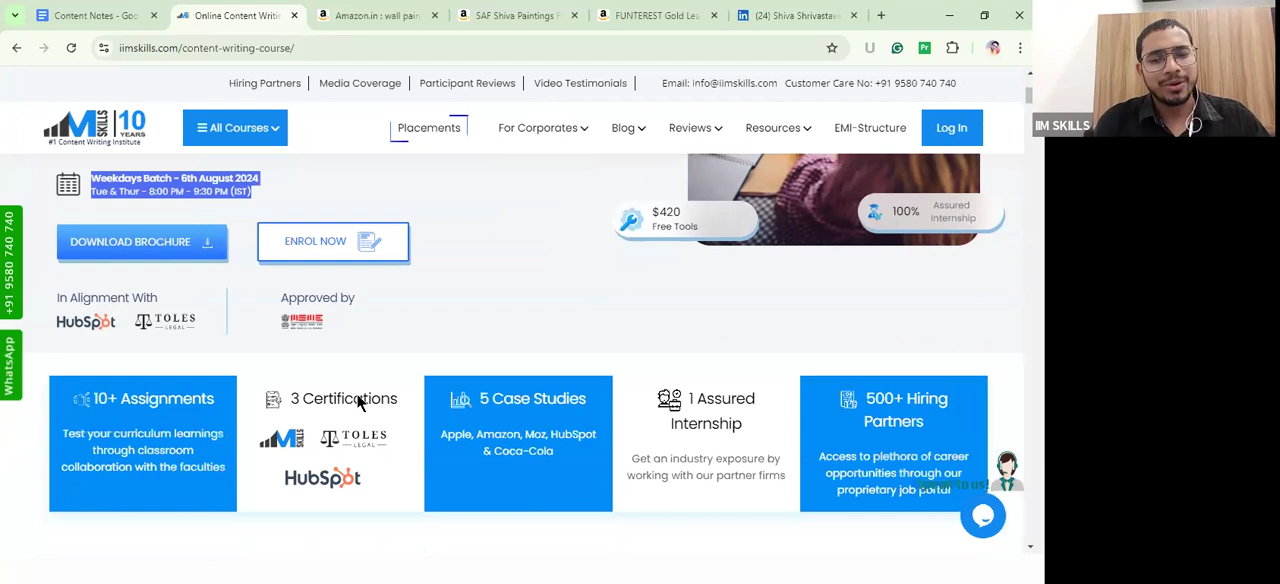 Content Notes - Goo
Online Content Writin
Amazon.in : wall pain
SAF Shiva Paintings F
FUNTEREST Gold Lea
(24) Shiva Shrivastava
iimskills.com/content-writing-course/
Hiring Partners
Media Coverage
Participant Reviews
Video Testimonials
Email: info@iimskills.com Customer Care No: +91 9580 740 740
IIM SKILLS
IIM SKILLS 10 YEARS
#1 Content Writing Institute
All Courses
Placements
For Corporates
Blog
Reviews
Resources
EMI-Structure
Log In
Weekdays Batch - 6th August 2024
Tue & Thur - 8:00 PM - 9:30 PM (IST)
$420
Free Tools
100%
Assured
Internship
DOWNLOAD BROCHURE
ENROL NOW
+91 9580 740 740
WhatsApp
In Alignment With
Approved by
HubSpot
TOLES
LEGAL
MSME
10+ Assignments
Test your curriculum learnings
through classroom
collaboration with the faculties
3 Certifications
IIM SKILLS
TOLES
LEGAL
HubSpot
5 Case Studies
Apple, Amazon, Moz, HubSpot
& Coca-Cola
1 Assured
Internship
Get an industry exposure by
working with our partner firms
500+ Hiring
Partners
Access to plethora of career
opportunities through our
proprietary job portal